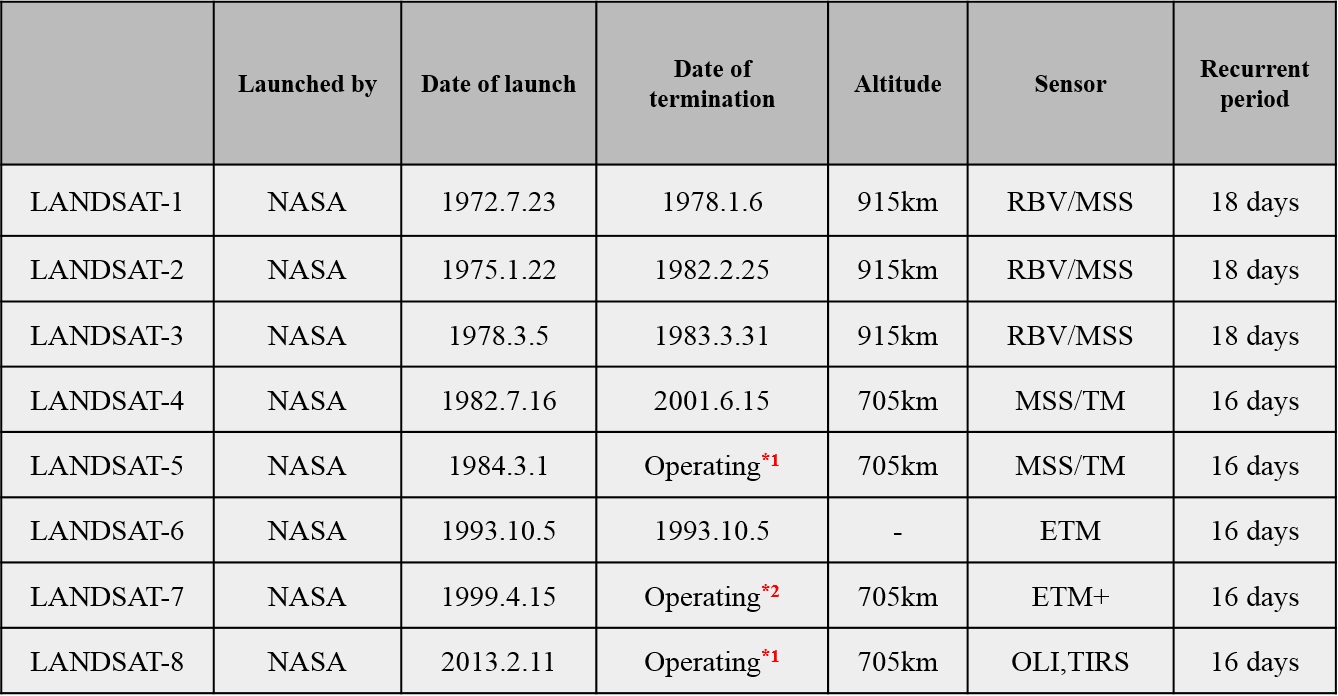 Launched by Date of launch Date of termination Altitude Sensor Recurrent period
LANDSAT-1 NASA 1972.7.23 1978.1.6 915km RBV/MSS 18 days
LANDSAT-2 NASA 1975.1.22 1982.2.25 915km RBV/MSS 18 days
LANDSAT-3 NASA 1978.3.5 1983.3.31 915km RBV/MSS 18 days
LANDSAT-4 NASA 1982.7.16 2001.6.15 705km MSS/TM 16 days
LANDSAT-5 NASA 1984.3.1 Operating*1 705km MSS/TM 16 days
LANDSAT-6 NASA 1993.10.5 1993.10.5 - ETM 16 days
LANDSAT-7 NASA 1999.4.15 Operating*2 705km ETM+ 16 days
LANDSAT-8 NASA 2013.2.11 Operating*1 705km OLI,TIRS 16 days